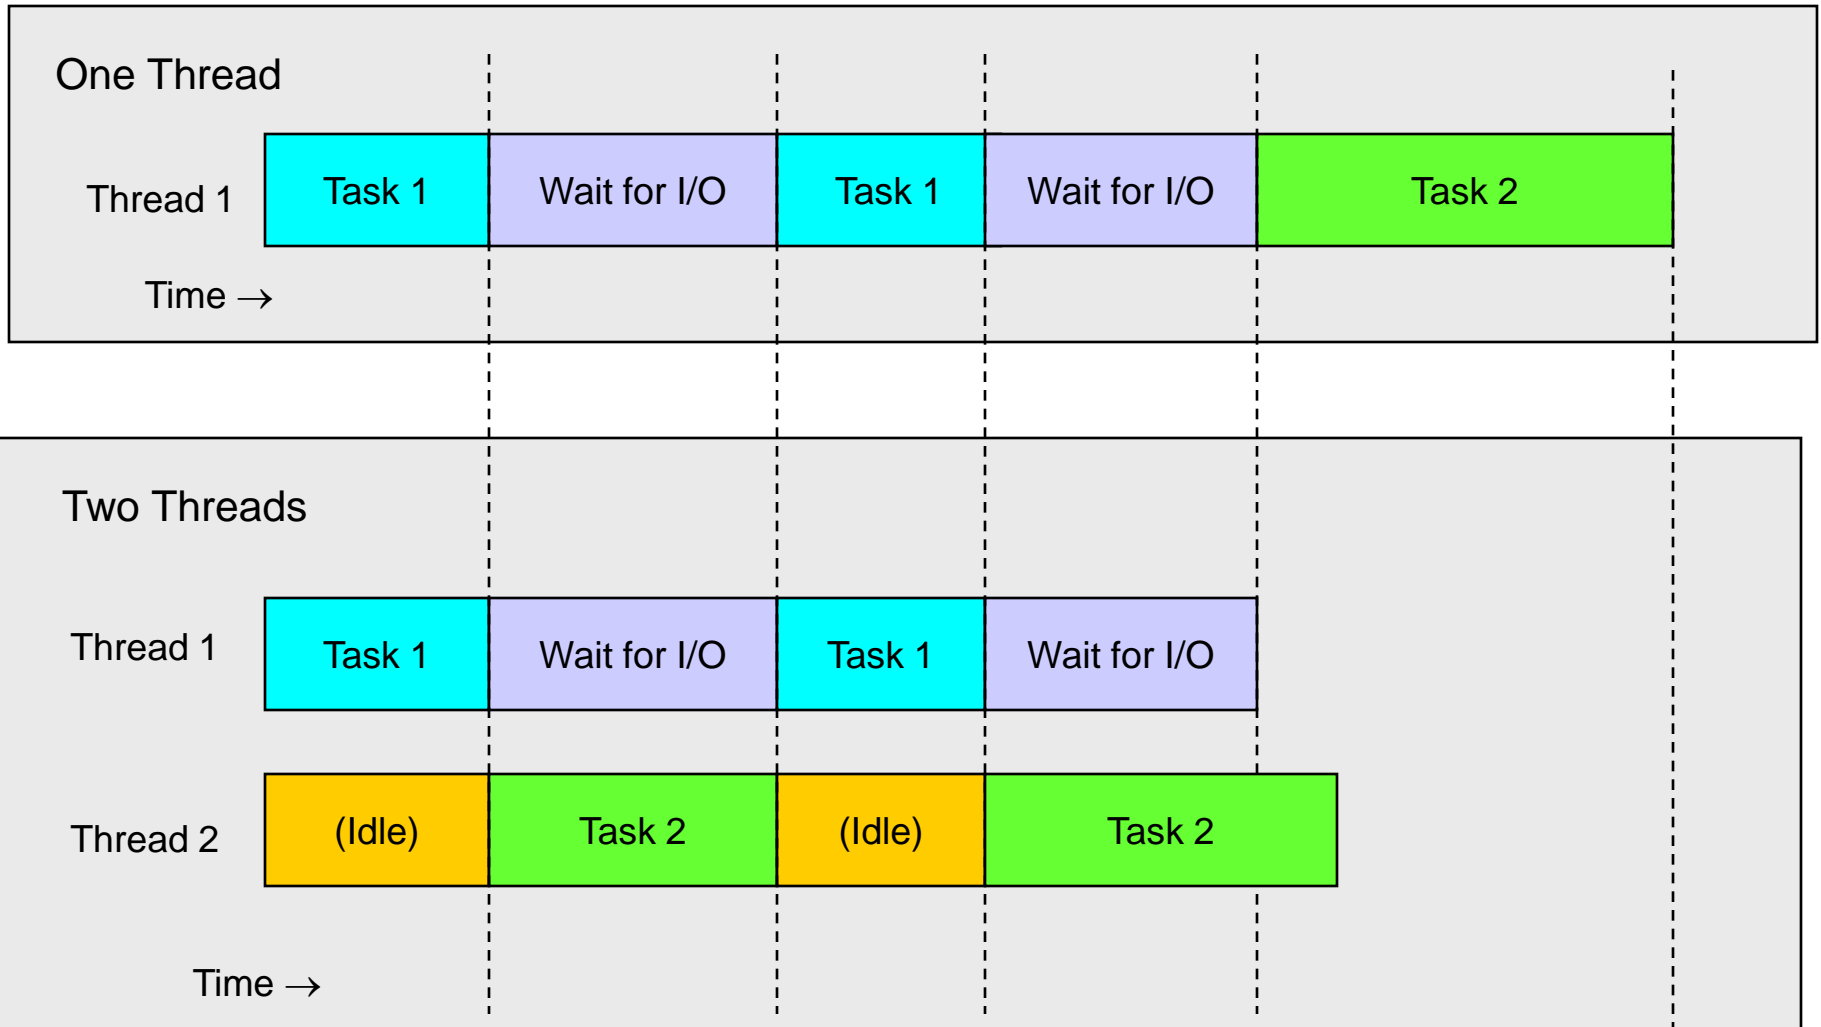 One Thread
Thread 1
Task 1
Wait for I/O
Task 1
Wait for I/O
Task 2
Time →
Two Threads
Thread 1
Task 1
Wait for I/O
Task 1
Wait for I/O
Thread 2
(Idle)
Task 2
(Idle)
Task 2
Time →